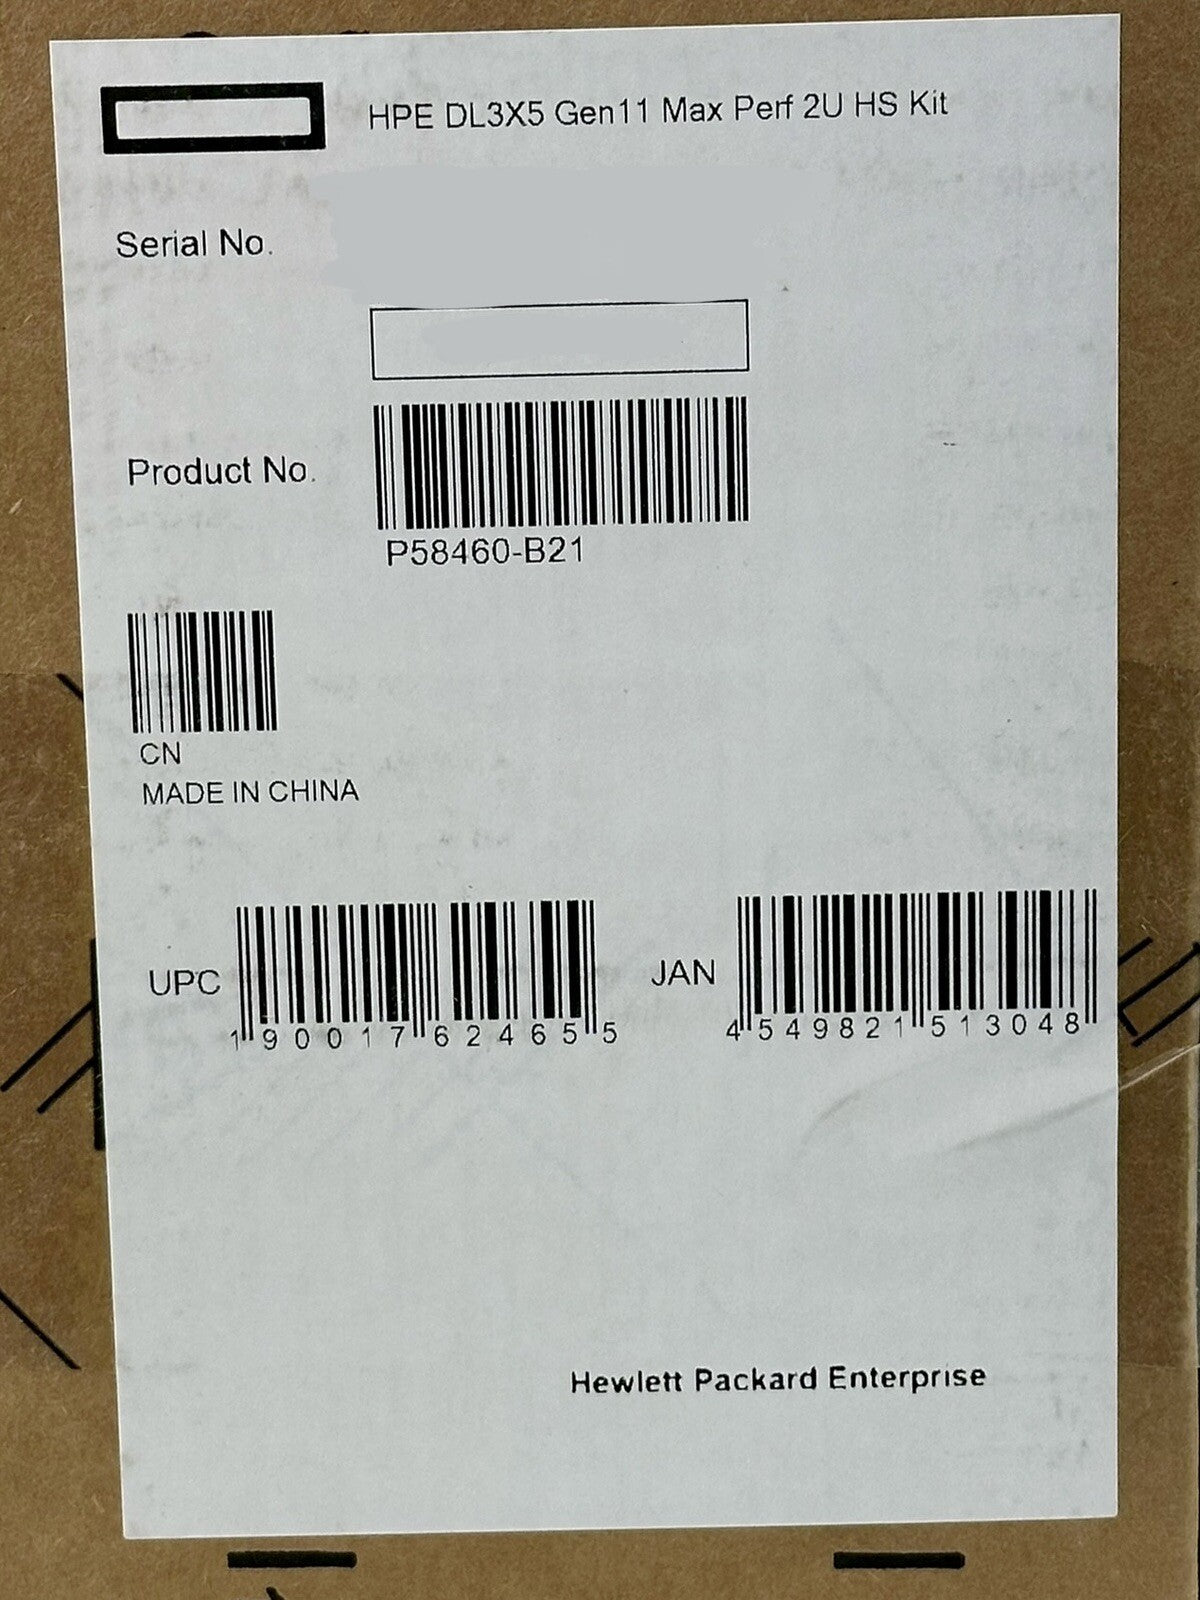 HPE DL3X5 Gen11 Max Perf 2U HS Kit
Serial No.
Product No.
P58460-B21
CN
MADE IN CHINA
UPC
1 90017 62465 5
JAN
4 549821 513048
Hewlett Packard Enterprise